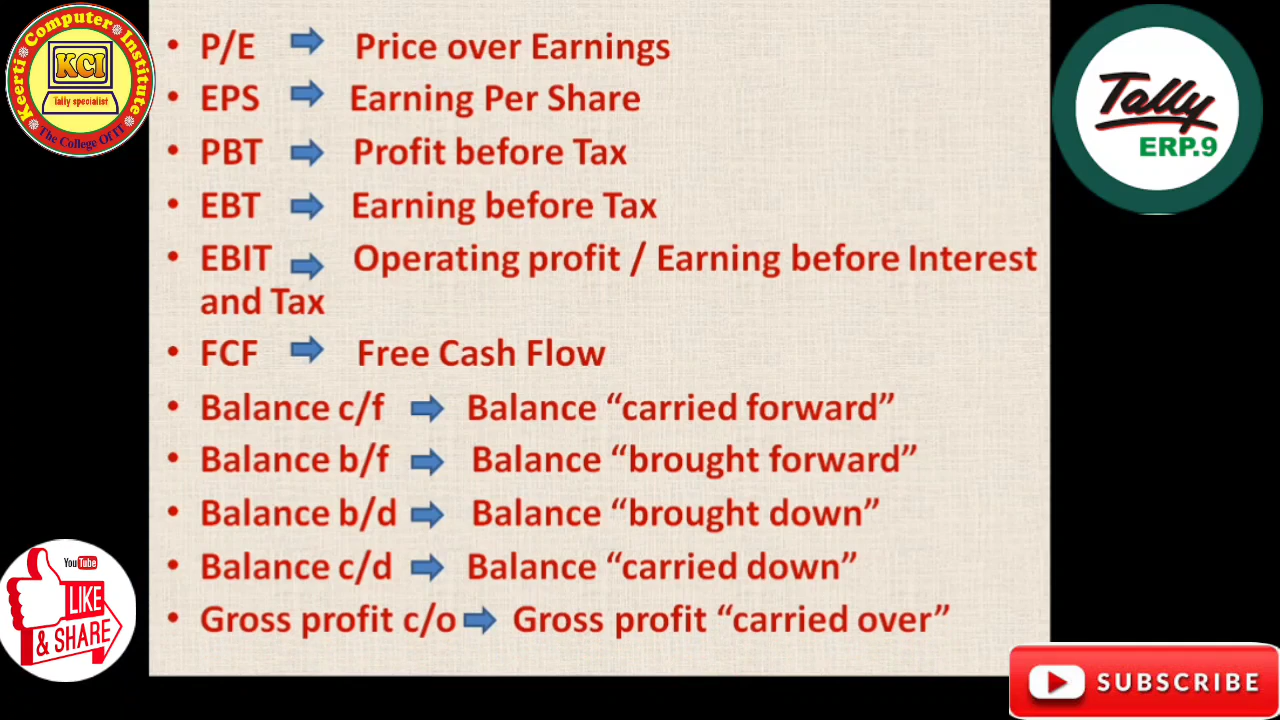 Keerti Computer Institute
KCI
Tally specialist
The College Of IT
Tally
ERP.9
• P/E Price over Earnings
• EPS Earning Per Share
• PBT Profit before Tax
• EBT Earning before Tax
• EBIT Operating profit / Earning before Interest
and Tax
• FCF Free Cash Flow
• Balance c/f Balance “carried forward”
• Balance b/f Balance “brought forward”
• Balance b/d Balance “brought down”
• Balance c/d Balance “carried down”
• Gross profit c/o Gross profit “carried over”
YouTube
LIKE
& SHARE
SUBSCRIBE